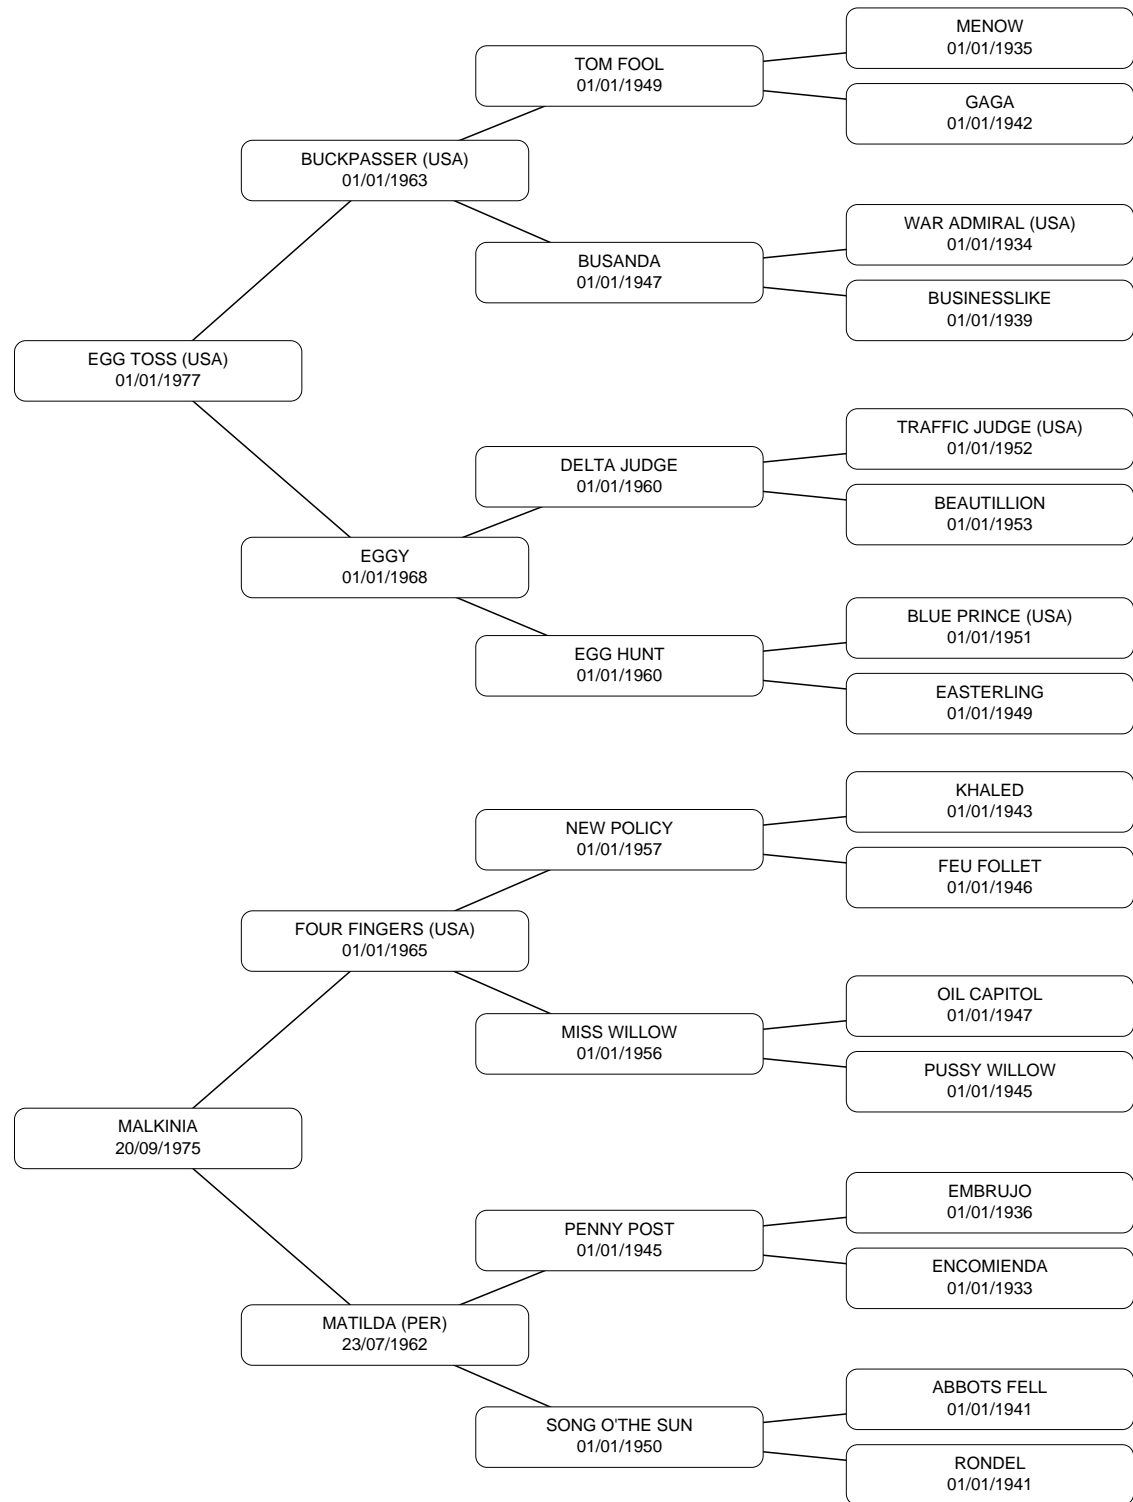 MENOW
01/01/1935
TOM FOOL
01/01/1949
GAGA
01/01/1942
BUCKPASSER (USA)
01/01/1963
WAR ADMIRAL (USA)
01/01/1934
BUSANDA
01/01/1947
BUSINESSLIKE
01/01/1939
EGG TOSS (USA)
01/01/1977
TRAFFIC JUDGE (USA)
01/01/1952
DELTA JUDGE
01/01/1960
BEAUTILLION
01/01/1953
EGGY
01/01/1968
BLUE PRINCE (USA)
01/01/1951
EGG HUNT
01/01/1960
EASTERLING
01/01/1949
KHALED
01/01/1943
NEW POLICY
01/01/1957
FEU FOLLET
01/01/1946
FOUR FINGERS (USA)
01/01/1965
OIL CAPITOL
01/01/1947
MISS WILLOW
01/01/1956
PUSSY WILLOW
01/01/1945
MALKINIA
20/09/1975
EMBRUJO
01/01/1936
PENNY POST
01/01/1945
ENCOMIENDA
01/01/1933
MATILDA (PER)
23/07/1962
ABBOTS FELL
01/01/1941
SONG O'THE SUN
01/01/1950
RONDEL
01/01/1941